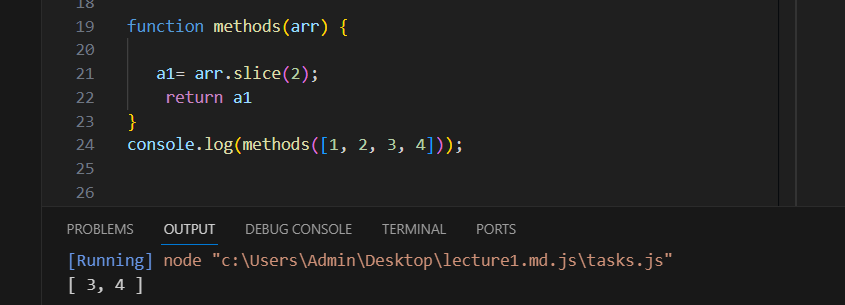 18
19 function methods(arr) {
20
21 a1= arr.slice(2);
22 return a1
23 }
24 console.log(methods([1, 2, 3, 4]));
25
26
PROBLEMS OUTPUT DEBUG CONSOLE TERMINAL PORTS
[Running] node "c:\Users\Admin\Desktop\lecture1.md.js\tasks.js"
[ 3, 4 ]